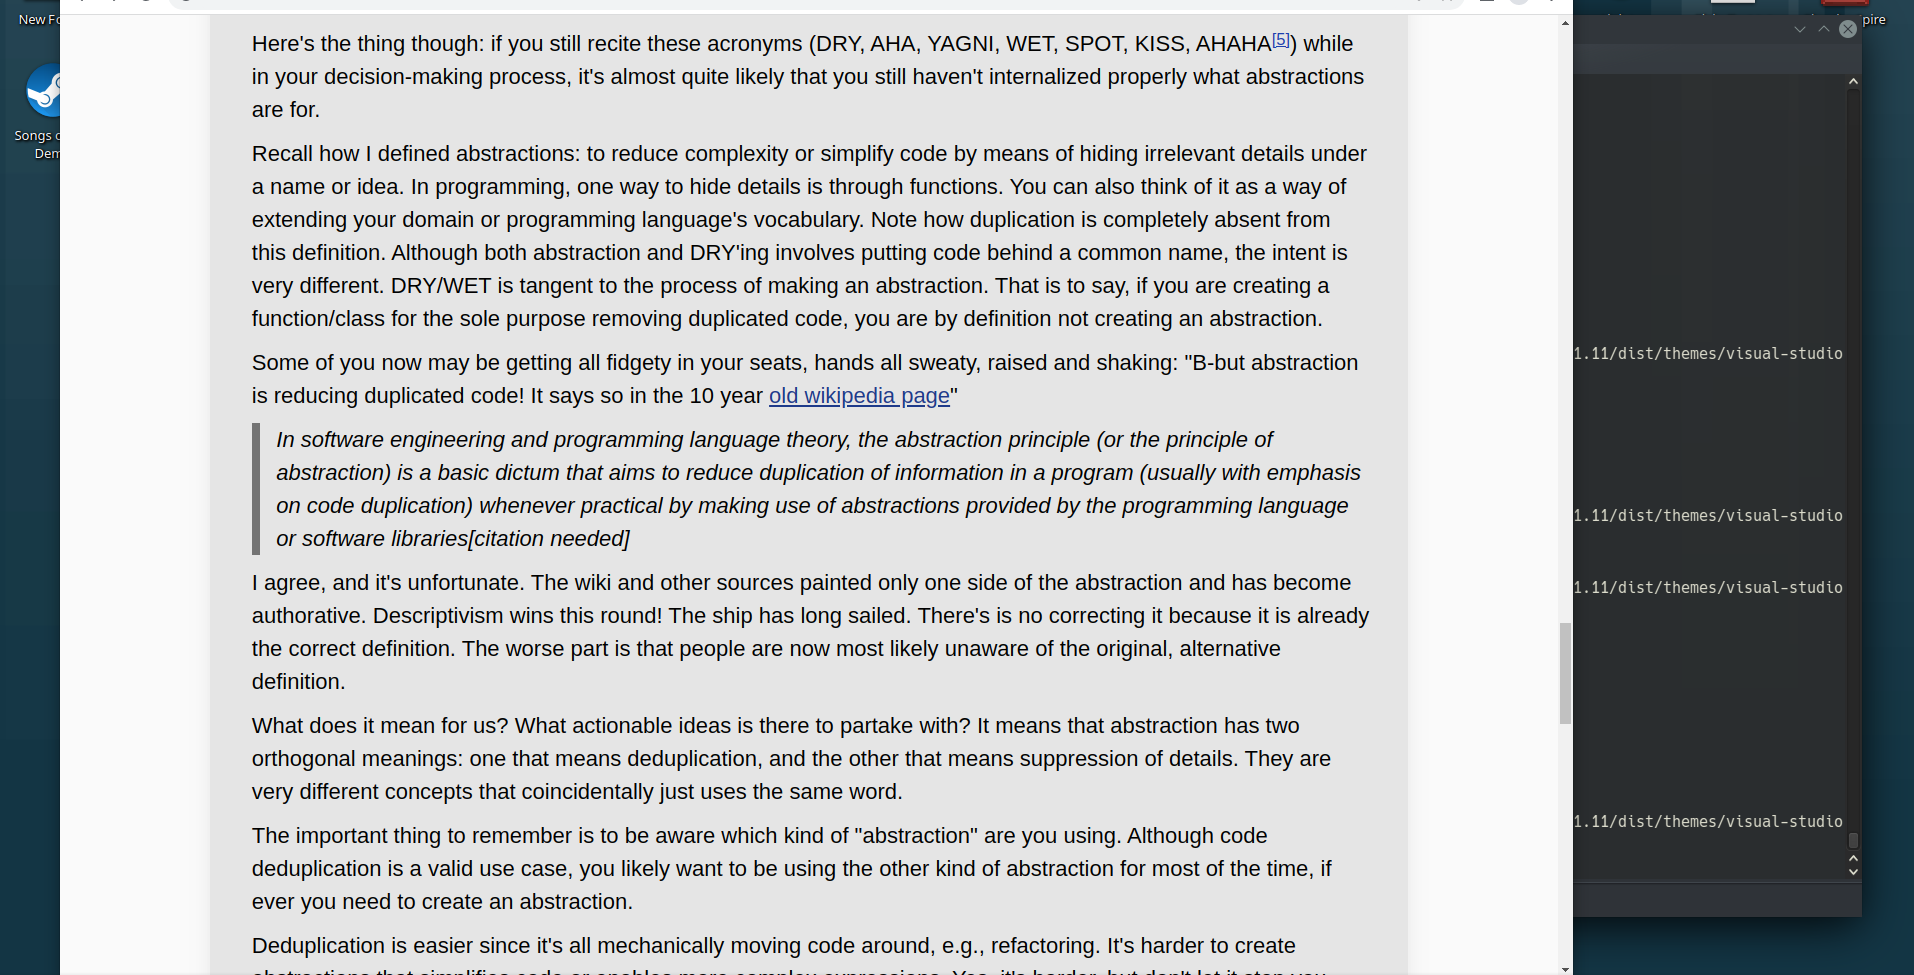 New Fo
Songs o
Dem
Here's the thing though: if you still recite these acronyms (DRY, AHA, YAGNI, WET, SPOT, KISS, AHAHA[5]) while
in your decision-making process, it's almost quite likely that you still haven't internalized properly what abstractions
are for.
Recall how I defined abstractions: to reduce complexity or simplify code by means of hiding irrelevant details under
a name or idea. In programming, one way to hide details is through functions. You can also think of it as a way of
extending your domain or programming language's vocabulary. Note how duplication is completely absent from
this definition. Although both abstraction and DRY'ing involves putting code behind a common name, the intent is
very different. DRY/WET is tangent to the process of making an abstraction. That is to say, if you are creating a
function/class for the sole purpose removing duplicated code, you are by definition not creating an abstraction.
Some of you now may be getting all fidgety in your seats, hands all sweaty, raised and shaking: "B-but abstraction
is reducing duplicated code! It says so in the 10 year old wikipedia page"
In software engineering and programming language theory, the abstraction principle (or the principle of
abstraction) is a basic dictum that aims to reduce duplication of information in a program (usually with emphasis
on code duplication) whenever practical by making use of abstractions provided by the programming language
or software libraries[citation needed]
I agree, and it's unfortunate. The wiki and other sources painted only one side of the abstraction and has become
authorative. Descriptivism wins this round! The ship has long sailed. There's is no correcting it because it is already
the correct definition. The worse part is that people are now most likely unaware of the original, alternative
definition.
What does it mean for us? What actionable ideas is there to partake with? It means that abstraction has two
orthogonal meanings: one that means deduplication, and the other that means suppression of details. They are
very different concepts that coincidentally just uses the same word.
The important thing to remember is to be aware which kind of "abstraction" are you using. Although code
deduplication is a valid use case, you likely want to be using the other kind of abstraction for most of the time, if
ever you need to create an abstraction.
Deduplication is easier since it's all mechanically moving code around, e.g., refactoring. It's harder to create
pire
1.11/dist/themes/visual-studio
1.11/dist/themes/visual-studio
1.11/dist/themes/visual-studio
1.11/dist/themes/visual-studio